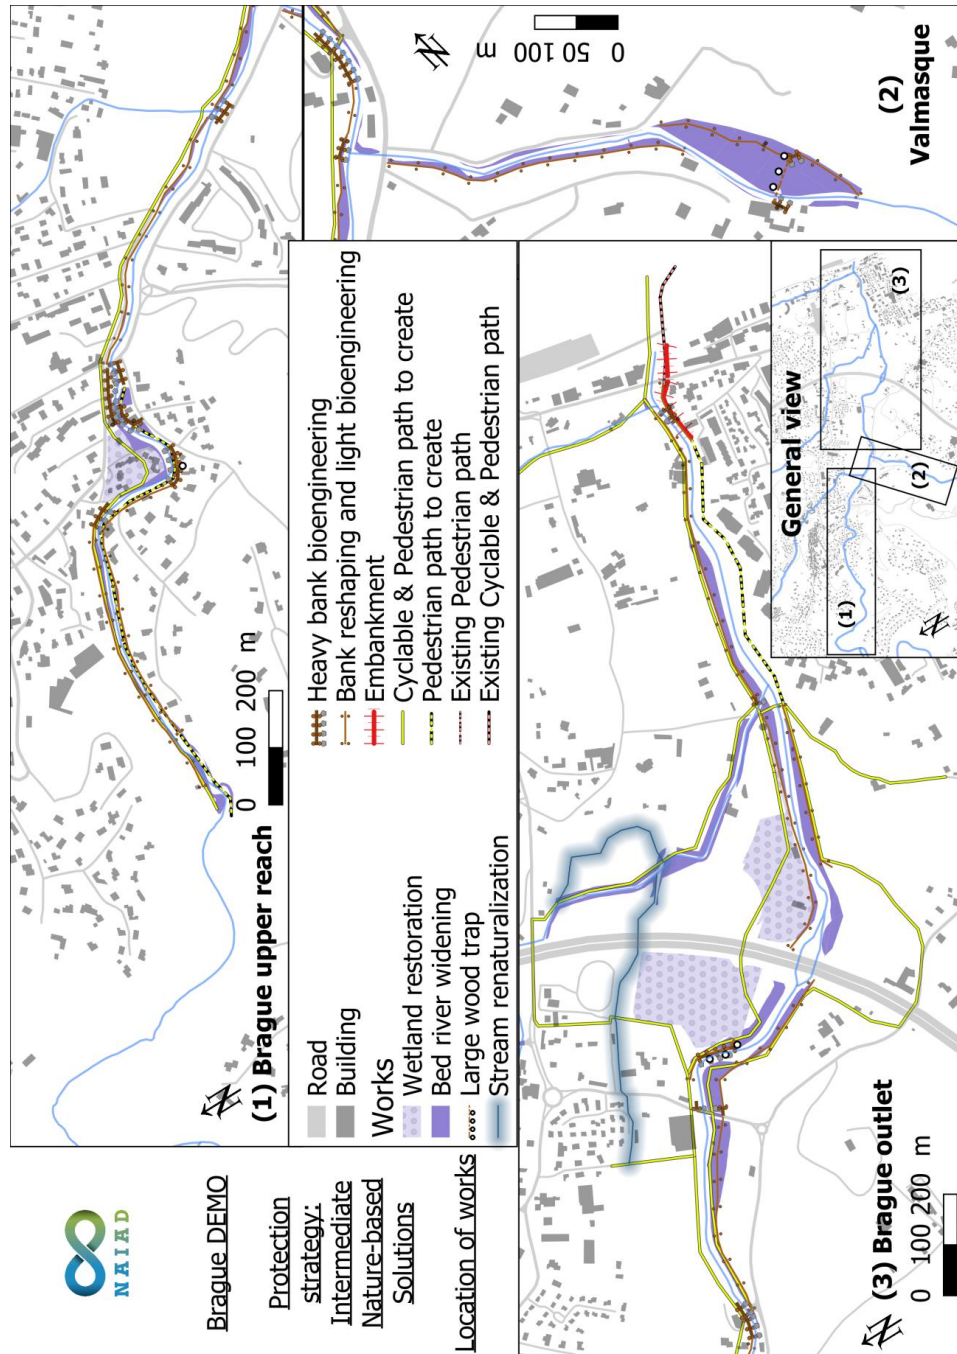 NAIAD
Brague DEMO
Protection
strategy:
Intermediate
Nature-based
Solutions
Location of works
N
(1) Brague upper reach
0 100 200 m
Road
Building
Works
Wetland restoration
Bed river widening
Large wood trap
Stream renaturalization
Heavy bank bioengineering
Bank reshaping and light bioengineering
Embankment
Cyclable & Pedestrian path to create
Pedestrian path to create
Existing Pedestrian path
Existing Cyclable & Pedestrian path
N
0 50 100 m
(2)
Valmasque
N
(3) Brague outlet
0 100 200 m
General view
(1)
(2)
(3)
N